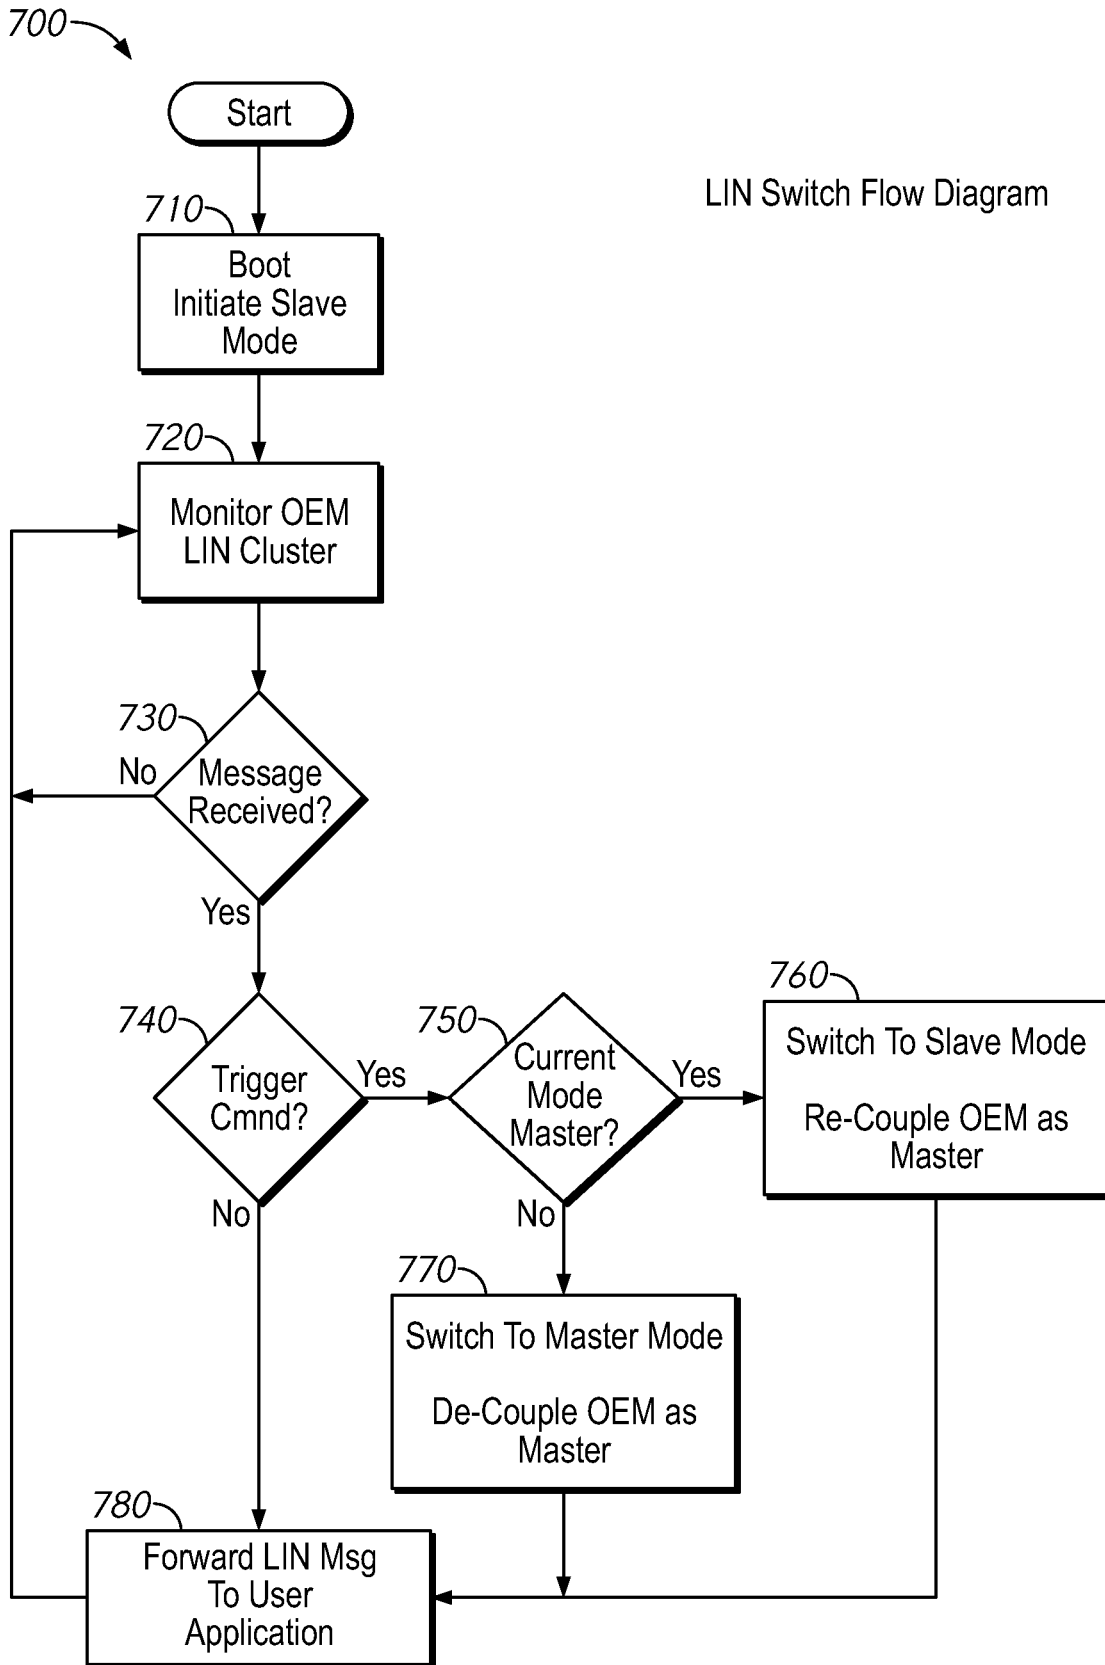 700
Start
LIN Switch Flow Diagram
710
Boot
Initiate Slave
Mode
720
Monitor OEM
LIN Cluster
730
No
Message
Received?
Yes
740
Trigger
Cmnd?
Yes
No
750
Current
Mode
Master?
Yes
No
760
Switch To Slave Mode
Re-Couple OEM as
Master
770
Switch To Master Mode
De-Couple OEM as
Master
780
Forward LIN Msg
To User
Application